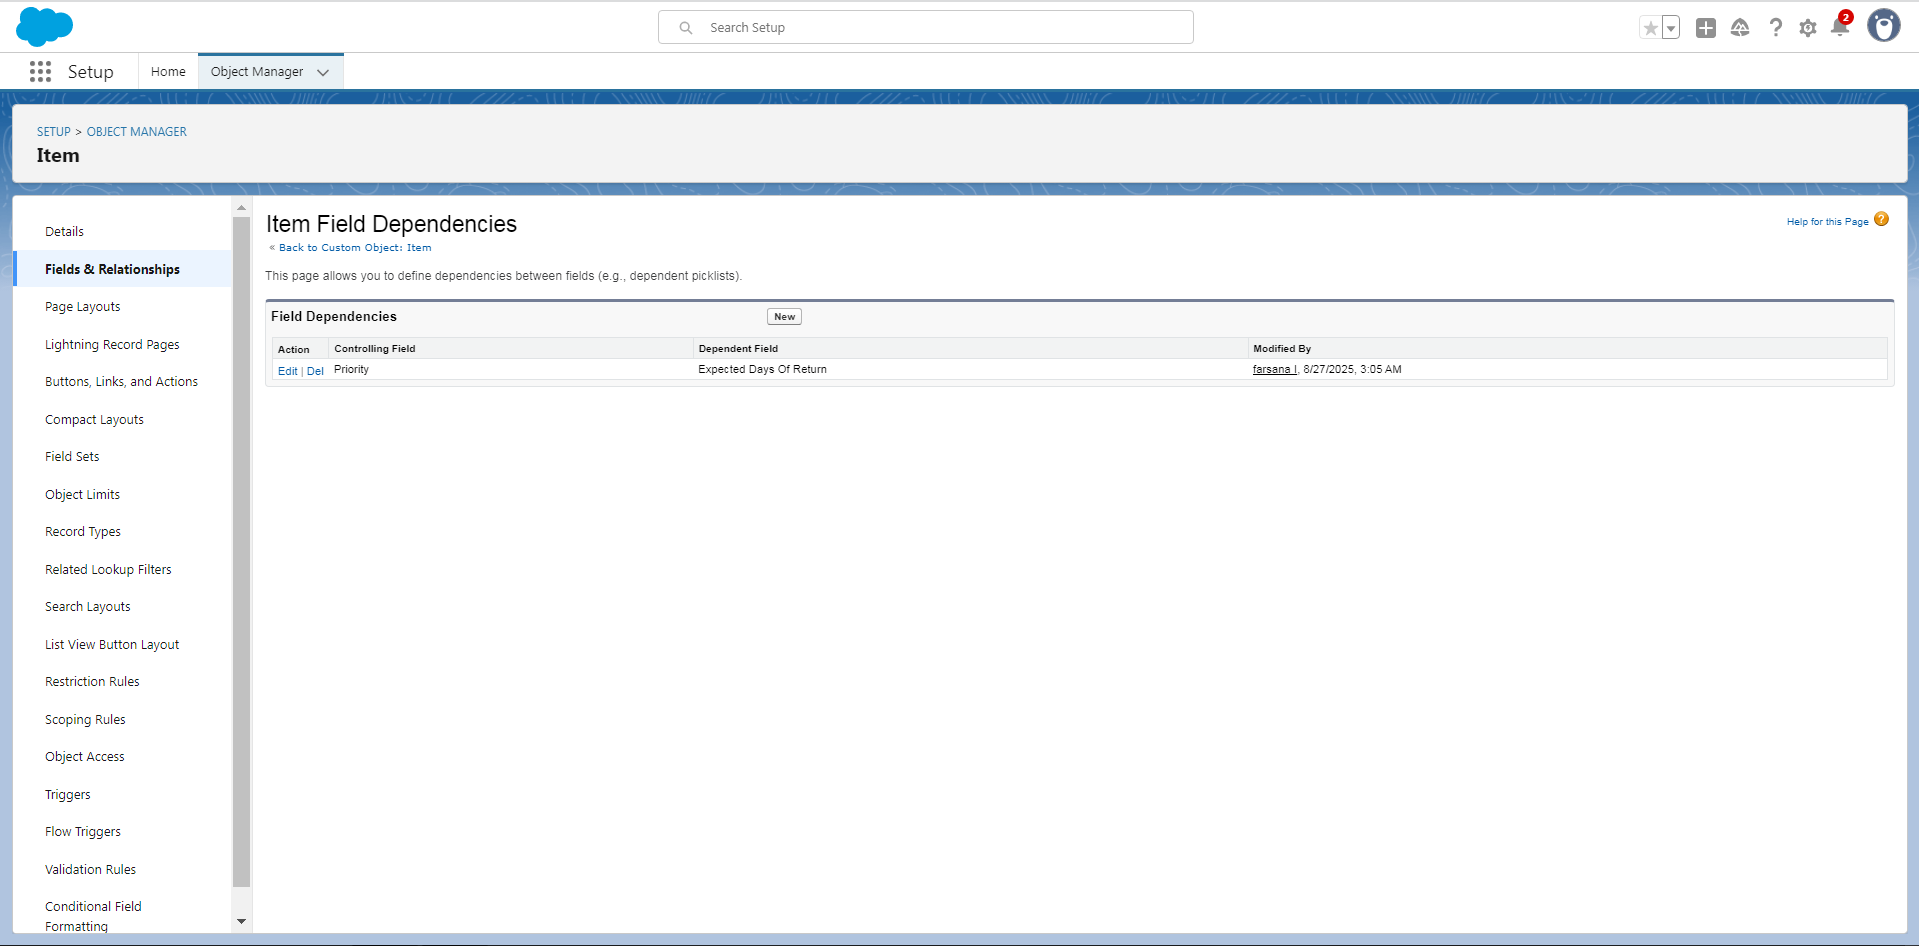 Search Setup
2
Setup
Home
Object Manager
SETUP > OBJECT MANAGER
Item
Details
Fields & Relationships
Page Layouts
Lightning Record Pages
Buttons, Links, and Actions
Compact Layouts
Field Sets
Object Limits
Record Types
Related Lookup Filters
Search Layouts
List View Button Layout
Restriction Rules
Scoping Rules
Object Access
Triggers
Flow Triggers
Validation Rules
Conditional Field
Formatting
Item Field Dependencies
Help for this Page ?
« Back to Custom Object: Item
This page allows you to define dependencies between fields (e.g., dependent picklists).
Field Dependencies
New
Action Controlling Field Dependent Field Modified By
Edit | Del Priority Expected Days Of Return farsana l, 8/27/2025, 3:05 AM